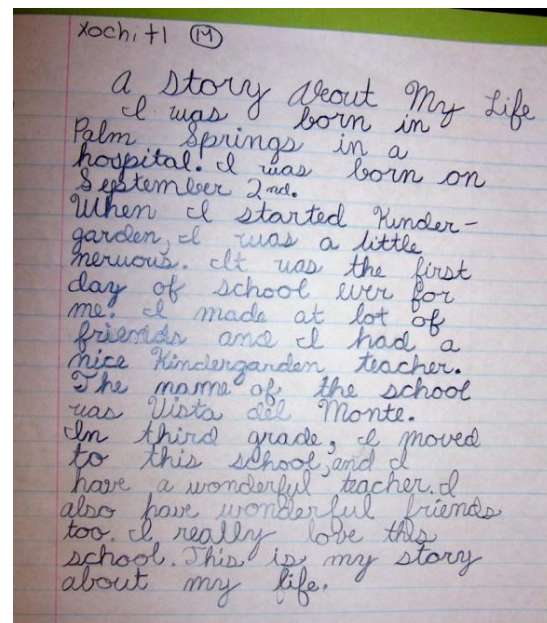 Xochitl M
A Story About My Life
I was born in
Palm Springs in a
hospital. I was born on
September 2nd.
When I started Kinder-
garden, I was a little
nervous. It was the first
day of school ever for
me. I made at lot of
friends and I had a
nice Kindergarden teacher.
The name of the school
was Vista del Monte.
In third grade, I moved
to this school, and I
have a wonderful teacher. I
also have wonderful friends
too. I really love this
school. This is my story
about my life.